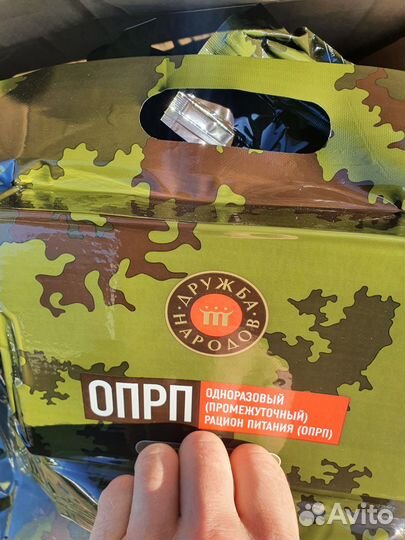 ДРУЖБА
НАРОДОВ
ОПРП
ОДНОРАЗОВЫЙ
(ПРОМЕЖУТОЧНЫЙ)
РАЦИОН ПИТАНИЯ (ОПРП)
Avito